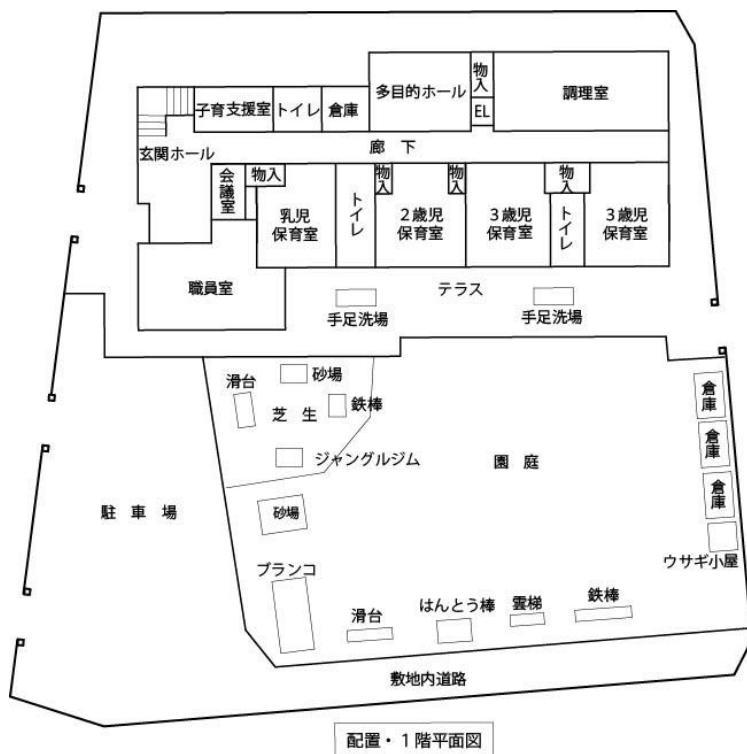 物入
多目的ホール
調理室
EL
子育支援室
トイレ
倉庫
廊　下
玄関ホール
会議室
物入
物入
物入
物入
乳児
保育室
トイレ
２歳児
保育室
３歳児
保育室
トイレ
３歳児
保育室
職員室
テラス
手足洗場
手足洗場
滑台
砂場
芝　生
鉄棒
ジャングルジム
園　庭
倉庫
倉庫
倉庫
ウサギ小屋
駐　車　場
砂場
ブランコ
滑台
はんとう棒
雲梯
鉄棒
敷地内道路
配置・１階平面図